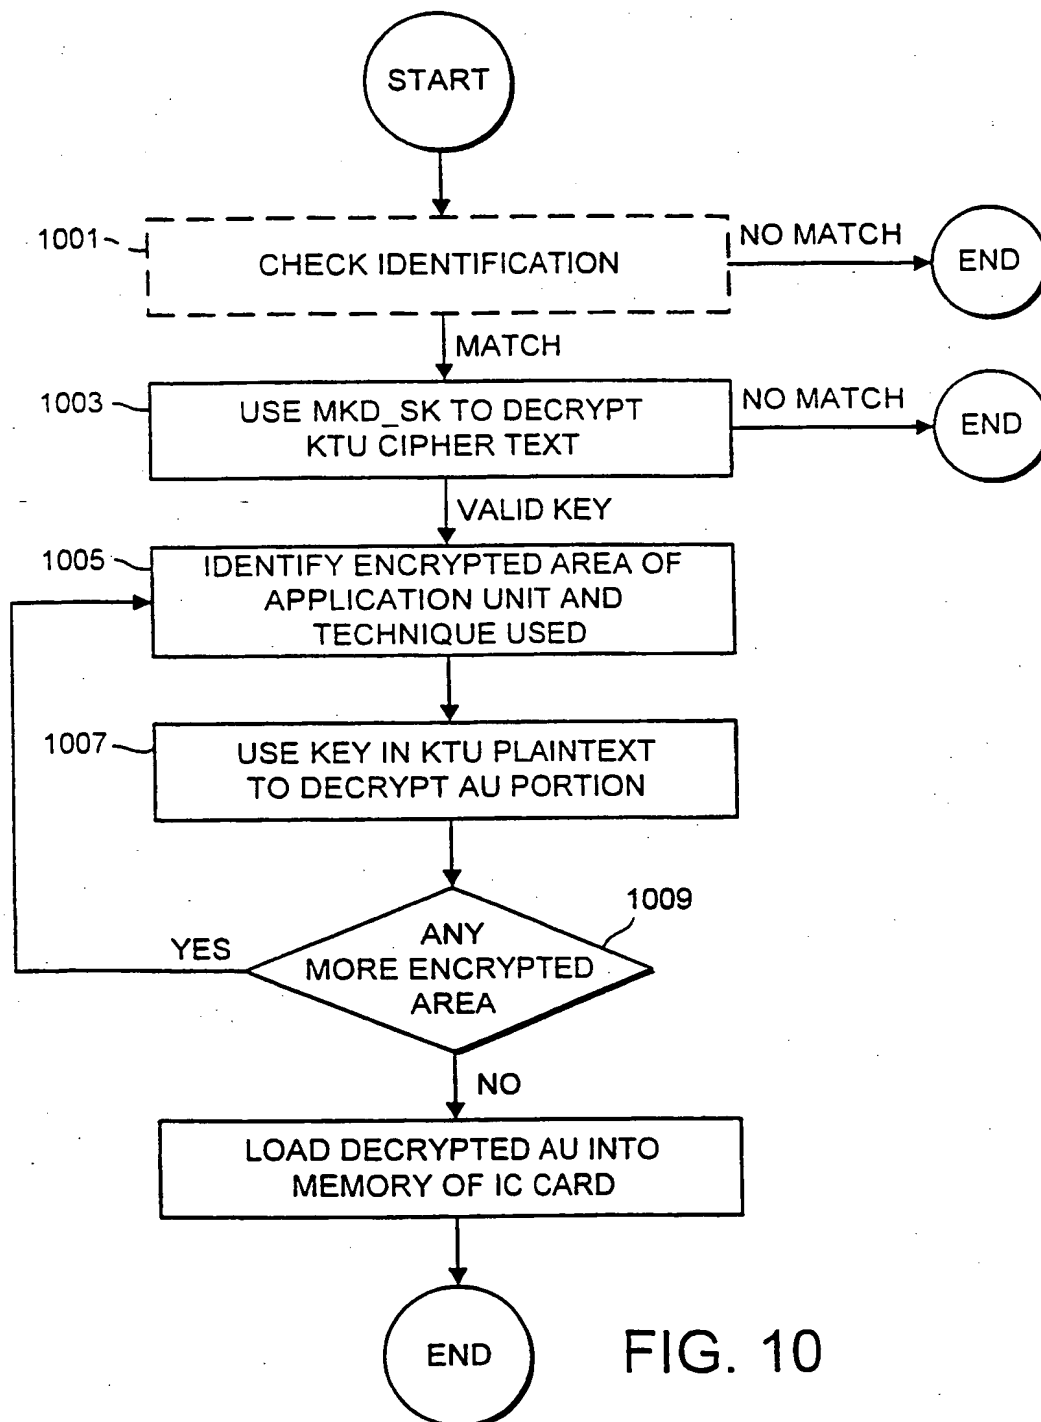 START
1001
CHECK IDENTIFICATION
NO MATCH
END
MATCH
1003
USE MKD_SK TO DECRYPT
KTU CIPHER TEXT
NO MATCH
END
VALID KEY
1005
IDENTIFY ENCRYPTED AREA OF
APPLICATION UNIT AND
TECHNIQUE USED
1007
USE KEY IN KTU PLAINTEXT
TO DECRYPT AU PORTION
1009
YES
ANY
MORE ENCRYPTED
AREA
NO
LOAD DECRYPTED AU INTO
MEMORY OF IC CARD
END
FIG. 10